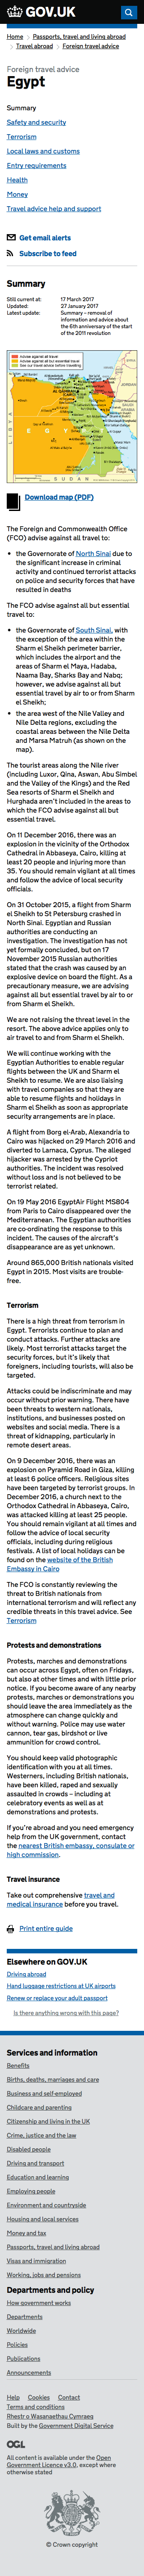 GOV.UK
Home > Passports, travel and living abroad
> Travel abroad > Foreign travel advice
Foreign travel advice
Egypt
Summary
Safety and security
Terrorism
Local laws and customs
Entry requirements
Health
Money
Travel advice help and support
Get email alerts
Subscribe to feed
Summary
Still current at: 17 March 2017
Updated: 27 January 2017
Latest update: Summary – removal of
information and advice about
the 6th anniversary of the start
of the 2011 revolution
Advise against all travel
Advise against all but essential travel
See our travel advice before travelling
E G Y P T
S U D A N
Download map (PDF)
The Foreign and Commonwealth Office
(FCO) advise against all travel to:
• the Governorate of North Sinai due to
the significant increase in criminal
activity and continued terrorist attacks
on police and security forces that have
resulted in deaths
The FCO advise against all but essential
travel to:
• the Governorate of South Sinai, with
the exception of the area within the
Sharm el Sheikh perimeter barrier,
which includes the airport and the
areas of Sharm el Maya, Hadaba,
Naama Bay, Sharks Bay and Nabq;
However, we advise against all but
essential travel by air to or from Sharm
el Sheikh;
• the area west of the Nile Valley and
Nile Delta regions, excluding the
coastal areas between the Nile Delta
and Marsa Matruh (as shown on the
map).
The tourist areas along the Nile river
(including Luxor, Qina, Aswan, Abu Simbel
and the Valley of the Kings) and the Red
Sea resorts of Sharm el Sheikh and
Hurghada aren't included in the areas to
which the FCO advise against all but
essential travel.
On 11 December 2016, there was an
explosion in the vicinity of the Orthodox
Cathedral in Abbaseya, Cairo, killing at
least 20 people and injuring more than
35. You should remain vigilant at all times
and follow the advice of local security
officials.
On 31 October 2015, a flight from Sharm
el Sheikh to St Petersburg crashed in
North Sinai. Egyptian and Russian
authorities are conducting an
investigation. The investigation has not
yet formally concluded, but on 17
November 2015 Russian authorities
stated that the crash was caused by an
explosive device on board the flight. As a
precautionary measure, we are advising
against all but essential travel by air to or
from Sharm el Sheikh.
We are not raising the threat level in the
resort. The above advice applies only to
air travel to and from Sharm el Sheikh.
We will continue working with the
Egyptian Authorities to enable regular
flights between the UK and Sharm el
Sheikh to resume. We are also liaising
with travel companies so that they are
able to resume flights and holidays in
Sharm el Sheikh as soon as appropriate
security arrangements are in place.
A flight from Borg el-Arab, Alexandria to
Cairo was hijacked on 29 March 2016 and
diverted to Larnaca, Cyprus. The alleged
hijacker was arrested by the Cypriot
authorities. The incident was resolved
without loss of life. The incident was not
believed to be terrorist related.
On 19 May 2016 EgyptAir Flight MS804
from Paris to Cairo disappeared over the
Mediterranean. The Egyptian authorities
are co-ordinating the response to this
incident. The causes of the aircraft's
disappearance are as yet unknown.
Around 865,000 British nationals visited
Egypt in 2015. Most visits are trouble-
free.
Terrorism
There is a high threat from terrorism in
Egypt. Terrorists continue to plan and
conduct attacks. Further attacks are
likely. Most terrorist attacks target the
security forces, but it's likely that
foreigners, including tourists, will also be
targeted.
Attacks could be indiscriminate and may
occur without prior warning. There have
been threats to western nationals,
institutions, and businesses posted on
websites and social media. There is a
threat of kidnapping, particularly in
remote desert areas.
On 9 December 2016, there was an
explosion on Pyramid Road in Giza, killing
at least 6 police officers. Religious sites
have been targeted by terrorist groups. In
December 2016, a church next to the
Orthodox Cathedral in Abbaseya, Cairo,
was attacked killing at least 25 people.
You should remain vigilant at all times
and follow the advice of local security
officials, including during religious
festivals. A list of local holidays can be
found on the website of the British
Embassy in Cairo
The FCO is constantly reviewing the
threat to British nationals from
international terrorism and will act on any
credible threats in this travel advice. See
Terrorism
Protests and demonstrations
Protests, marches and demonstrations
can occur across Egypt, often on Fridays,
but also at other times and with little prior
notice. If you become aware of any nearby
protests, marches or demonstrations you
should move away immediately as the
atmosphere could change quickly and
without warning. Police may use water
cannon, tear gas, birdshot or live
ammunition for crowd control.
You should keep valid photographic
identification with you at all times.
Westerners, including British nationals,
have been killed, raped and sexually
assaulted in crowds – including at
celebratory events and at
demonstrations.
If you're abroad and you need emergency
help from the UK government, contact
the nearest British embassy, consulate or
high commission.
Travel insurance
Take out comprehensive travel and
medical insurance before you travel.
Print entire guide
Elsewhere on GOV.UK
Driving abroad
Hand luggage restrictions at UK airports
Renew or replace your adult passport
Is there anything wrong with this page?
Services and information
Benefits
Births, deaths, marriages and care
Business and self-employed
Childcare and parenting
Citizenship and living in the UK
Crime, justice and the law
Disabled people
Driving and transport
Education and learning
Employing people
Environment and countryside
Housing and local services
Money and tax
Passports, travel and living abroad
Visas and immigration
Working, jobs and pensions
Departments and policy
How government works
Departments
Worldwide
Policies
Publications
Announcements
Help Cookies Contact
Terms and conditions
Rhestr o Wasanaethau Cymraeg
Built by the Government Digital Service
OGL
All content is available under the Open
Government Licence v3.0, except where
otherwise stated
© Crown copyright